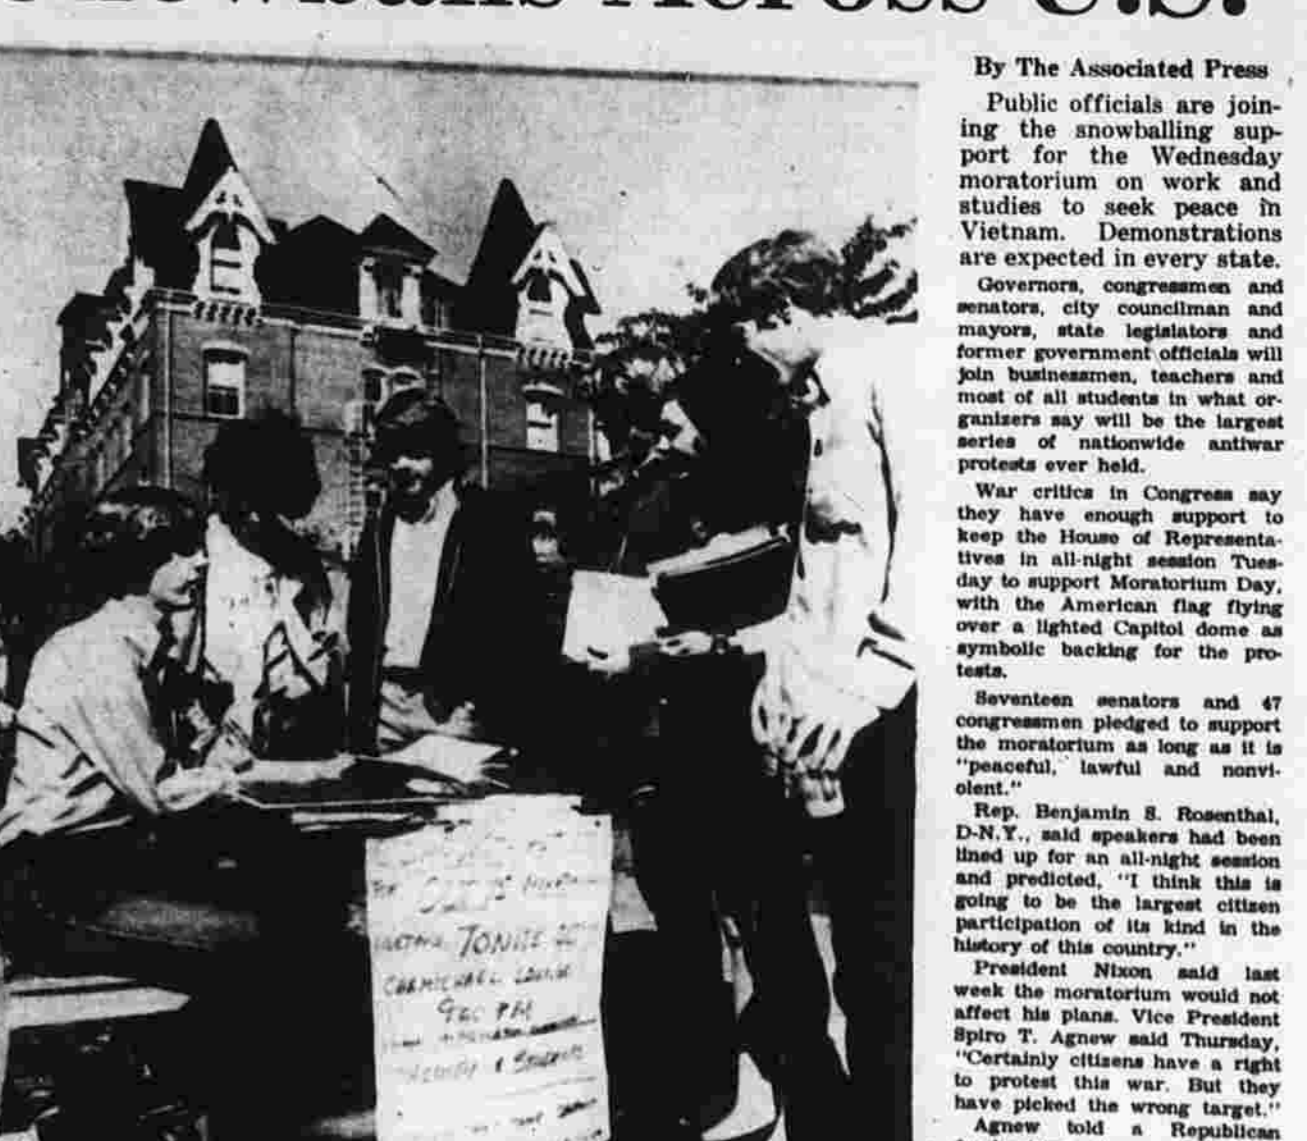 Across U.S.
By The Associated Press
Public officials are join-
ing the snowballing sup-
port for the Wednesday
moratorium on work and
studies to seek peace in
Vietnam. Demonstrations
are expected in every state.
Governors, congressmen and
senators, city councilman and
mayors, state legislators and
former government officials will
join businessmen, teachers and
most of all students in what or-
ganizers say will be the largest
series of nationwide antiwar
protests ever held.
War critics in Congress say
they have enough support to
keep the House of Representa-
tives in all-night session Tues-
day to support Moratorium Day,
with the American flag flying
over a lighted Capitol dome as
symbolic backing for the pro-
tests.
Seventeen senators and 47
congressmen pledged to support
the moratorium as long as it is
"peaceful, lawful and nonvi-
olent."
Rep. Benjamin S. Rosenthal,
D-N.Y., said speakers had been
lined up for an all-night session
and predicted, "I think this is
going to be the largest citizen
participation of its kind in the
history of this country."
President Nixon said last
week the moratorium would not
affect his plans. Vice President
Spiro T. Agnew said Thursday,
"Certainly citizens have a right
to protest this war. But they
have picked the wrong target."
Agnew told a Republican
TONITE
CARMICHAEL LOUNGE
PM
& STUDENTS